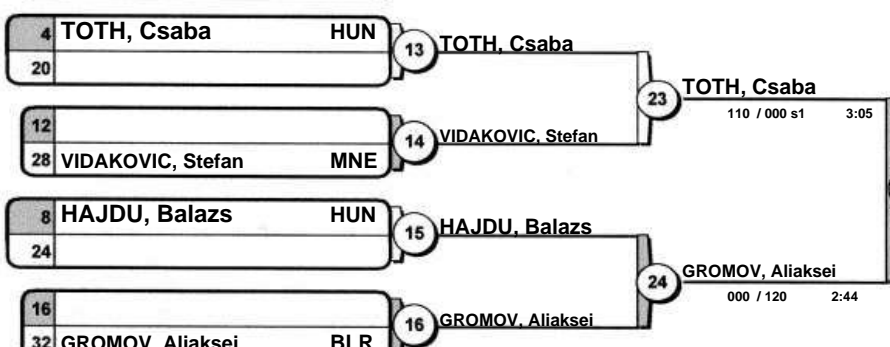 4 TOTH, Csaba HUN
20
13 TOTH, Csaba
12
28 VIDAKOVIC, Stefan MNE
14 VIDAKOVIC, Stefan
23 TOTH, Csaba
110 / 000 s1 3:05
8 HAJDU, Balazs HUN
24
15 HAJDU, Balazs
16
32 GROMOV, Aliaksei BLR
16 GROMOV, Aliaksei
24 GROMOV, Aliaksei
000 / 120 2:44